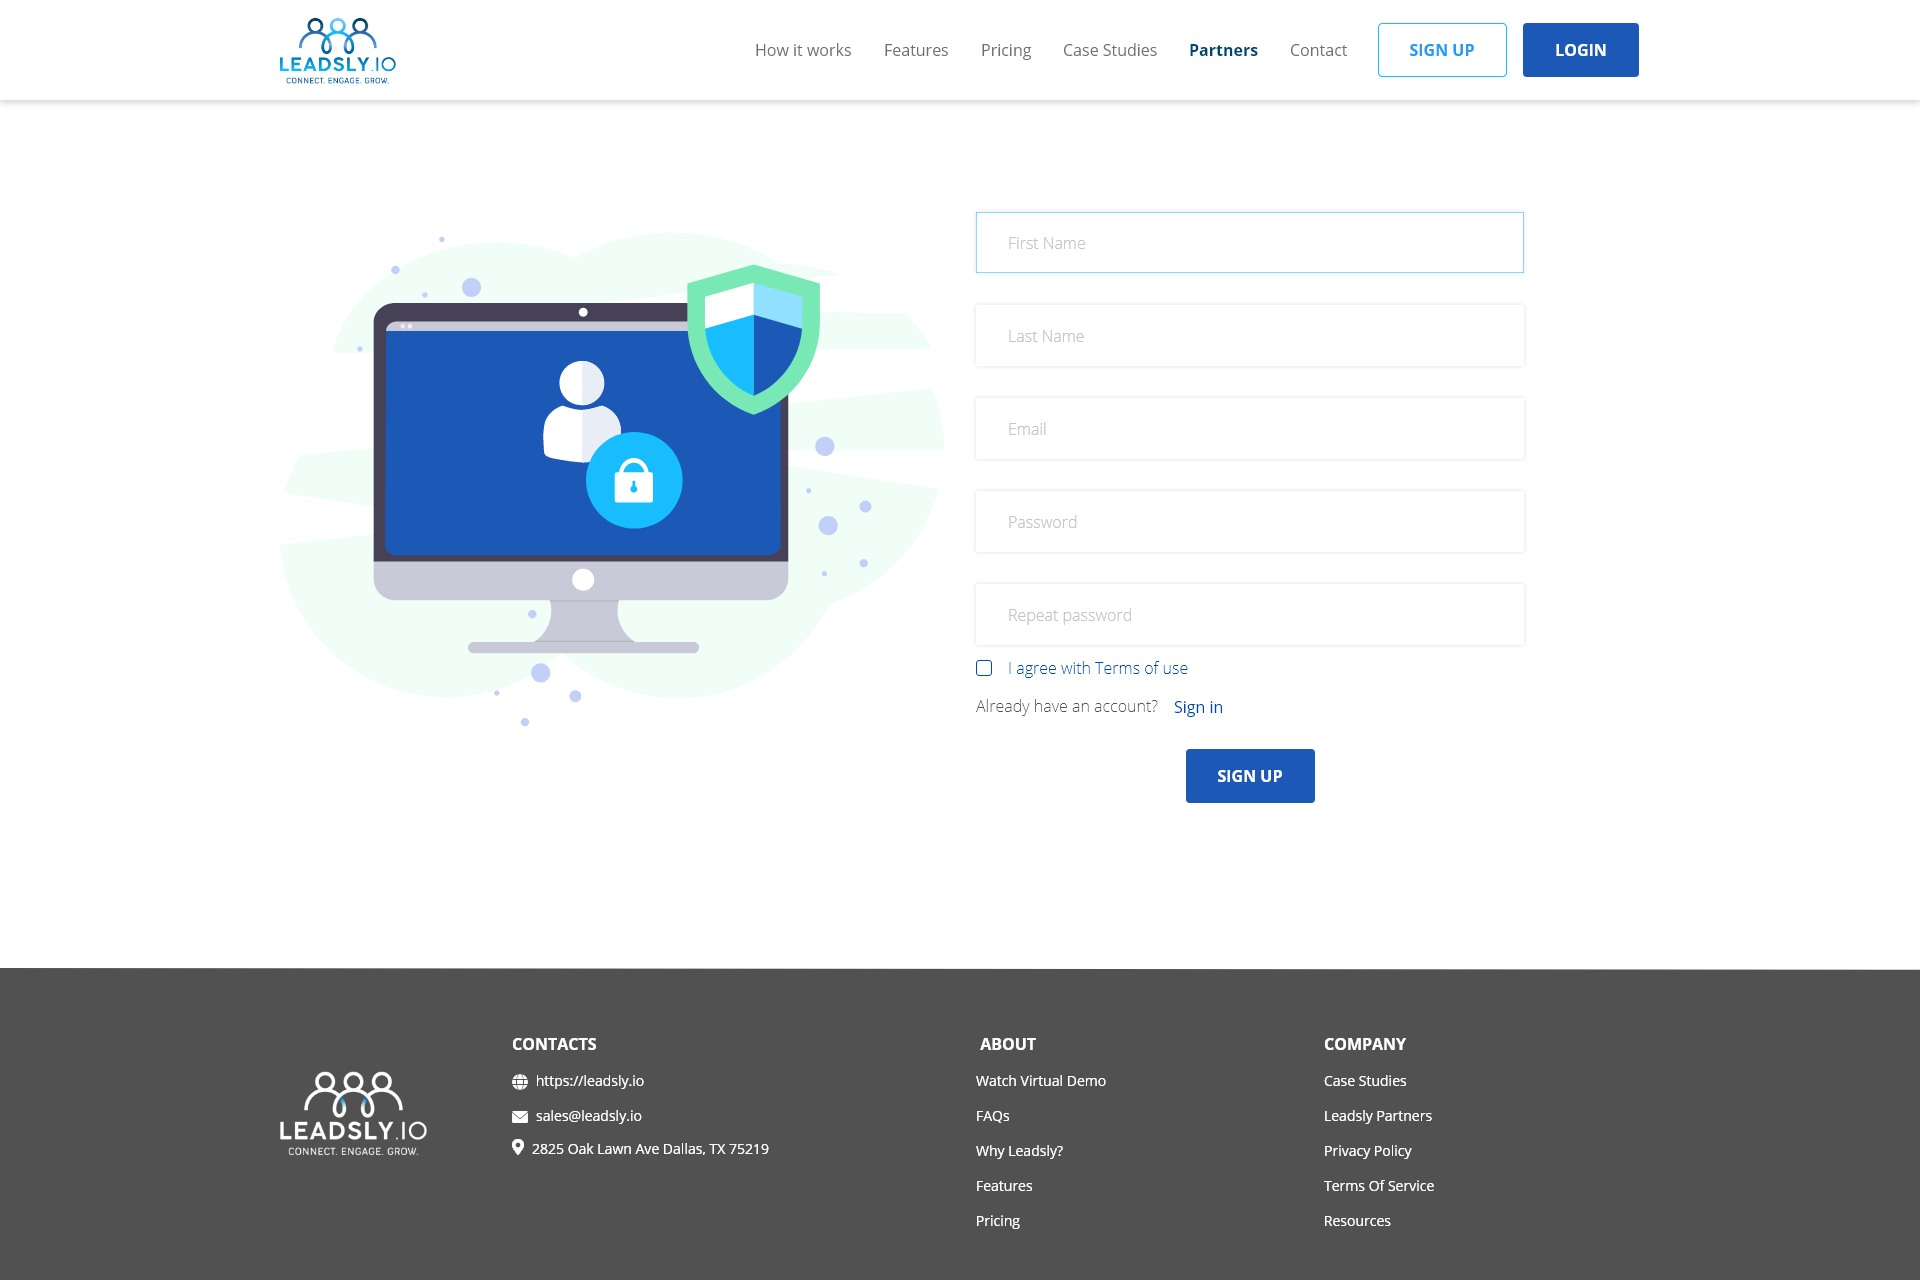 LEADSLY.IO
CONNECT. ENGAGE. GROW.
How it works
Features
Pricing
Case Studies
Partners
Contact
SIGN UP
LOGIN
First Name
Last Name
Email
Password
Repeat password
I agree with Terms of use
Already have an account? Sign in
SIGN UP
LEADSLY.IO
CONNECT. ENGAGE. GROW.
CONTACTS
https://leadsly.io
sales@leadsly.io
2825 Oak Lawn Ave Dallas, TX 75219
ABOUT
Watch Virtual Demo
FAQs
Why Leadsly?
Features
Pricing
COMPANY
Case Studies
Leadsly Partners
Privacy Policy
Terms Of Service
Resources